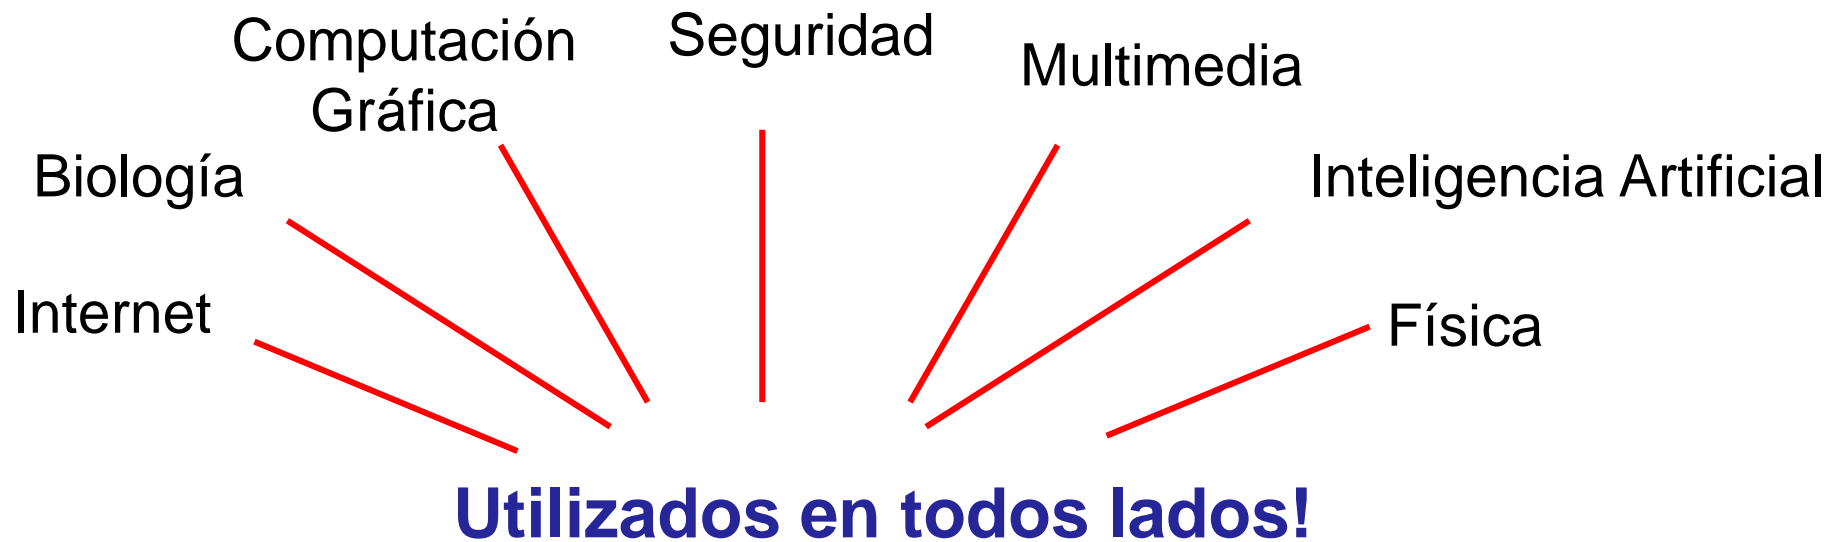 Computación
Gráfica
Seguridad
Multimedia
Biología
Inteligencia Artificial
Internet
Física
Utilizados en todos lados!